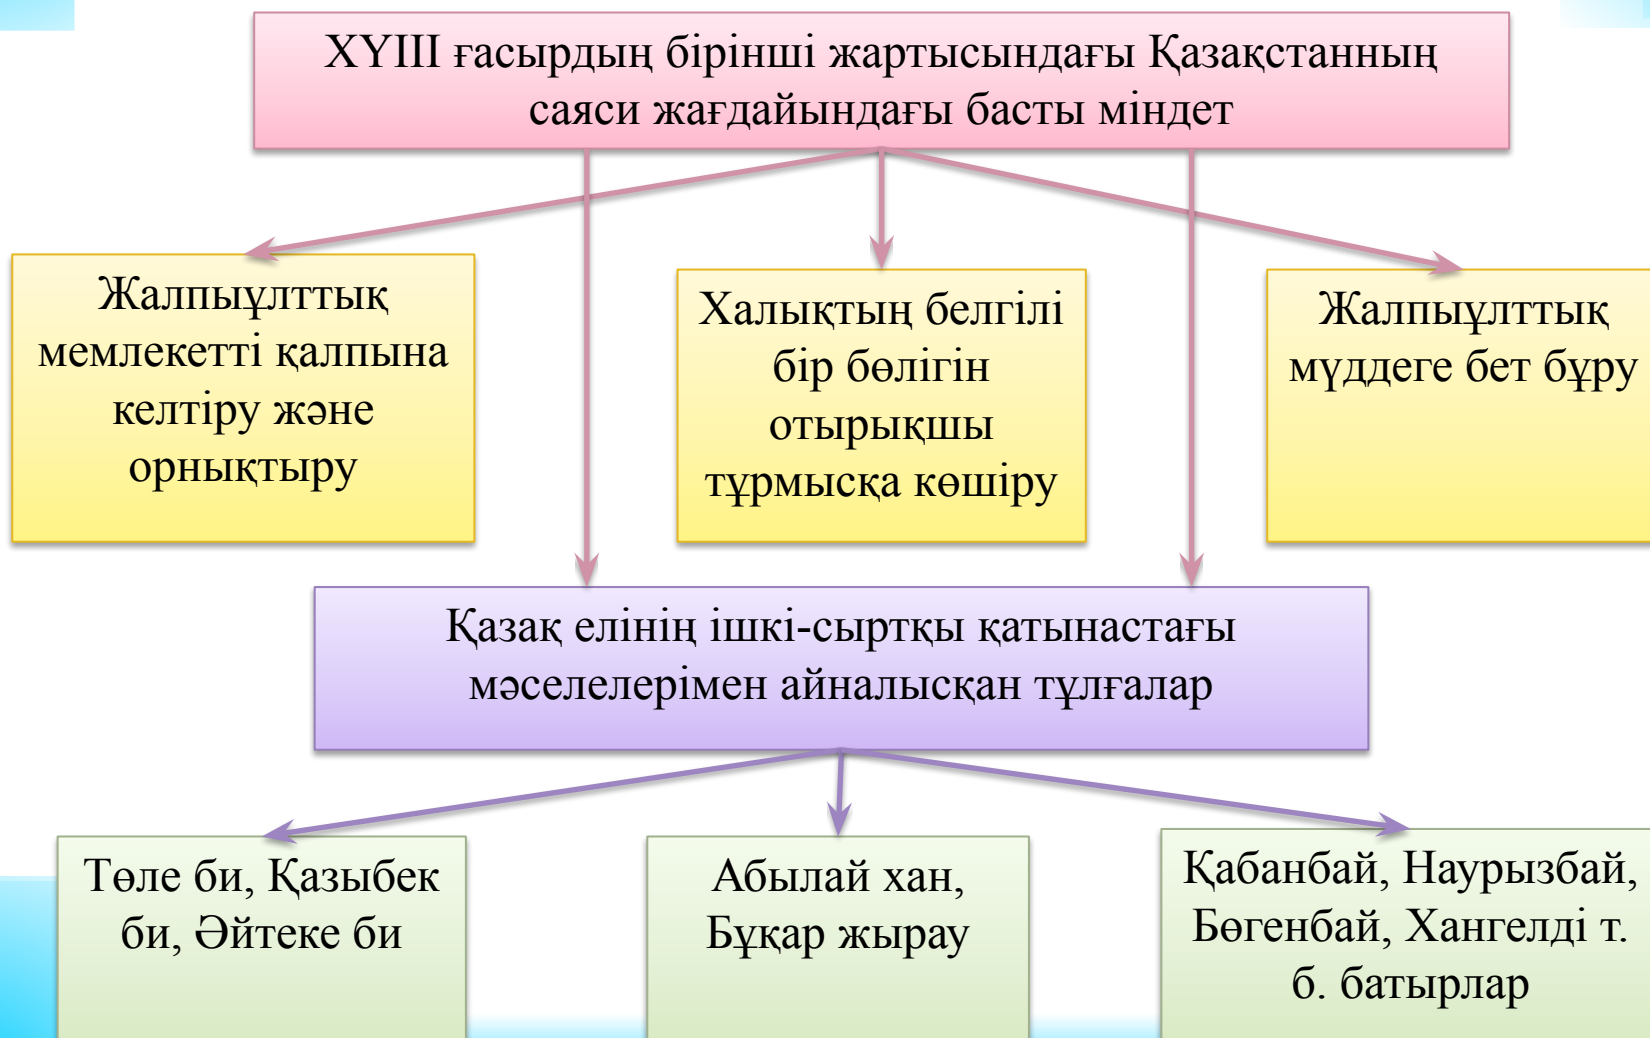 ХҮІІІ ғасырдың бірінші жартысындағы Қазақстанның
саяси жағдайындағы басты міндет
Жалпыұлттық
мемлекетті қалпына
келтіру және
орнықтыру
Халықтың белгілі
бір бөлігін
отырықшы
тұрмысқа көшіру
Жалпыұлттық
мүддеге бет бұру
Қазақ елінің ішкі-сыртқы қатынастағы
мәселелерімен айналысқан тұлғалар
Төле би, Қазыбек
би, Әйтеке би
Абылай хан,
Бұқар жырау
Қабанбай, Наурызбай,
Бөгенбай, Хангелді т.
б. батырлар